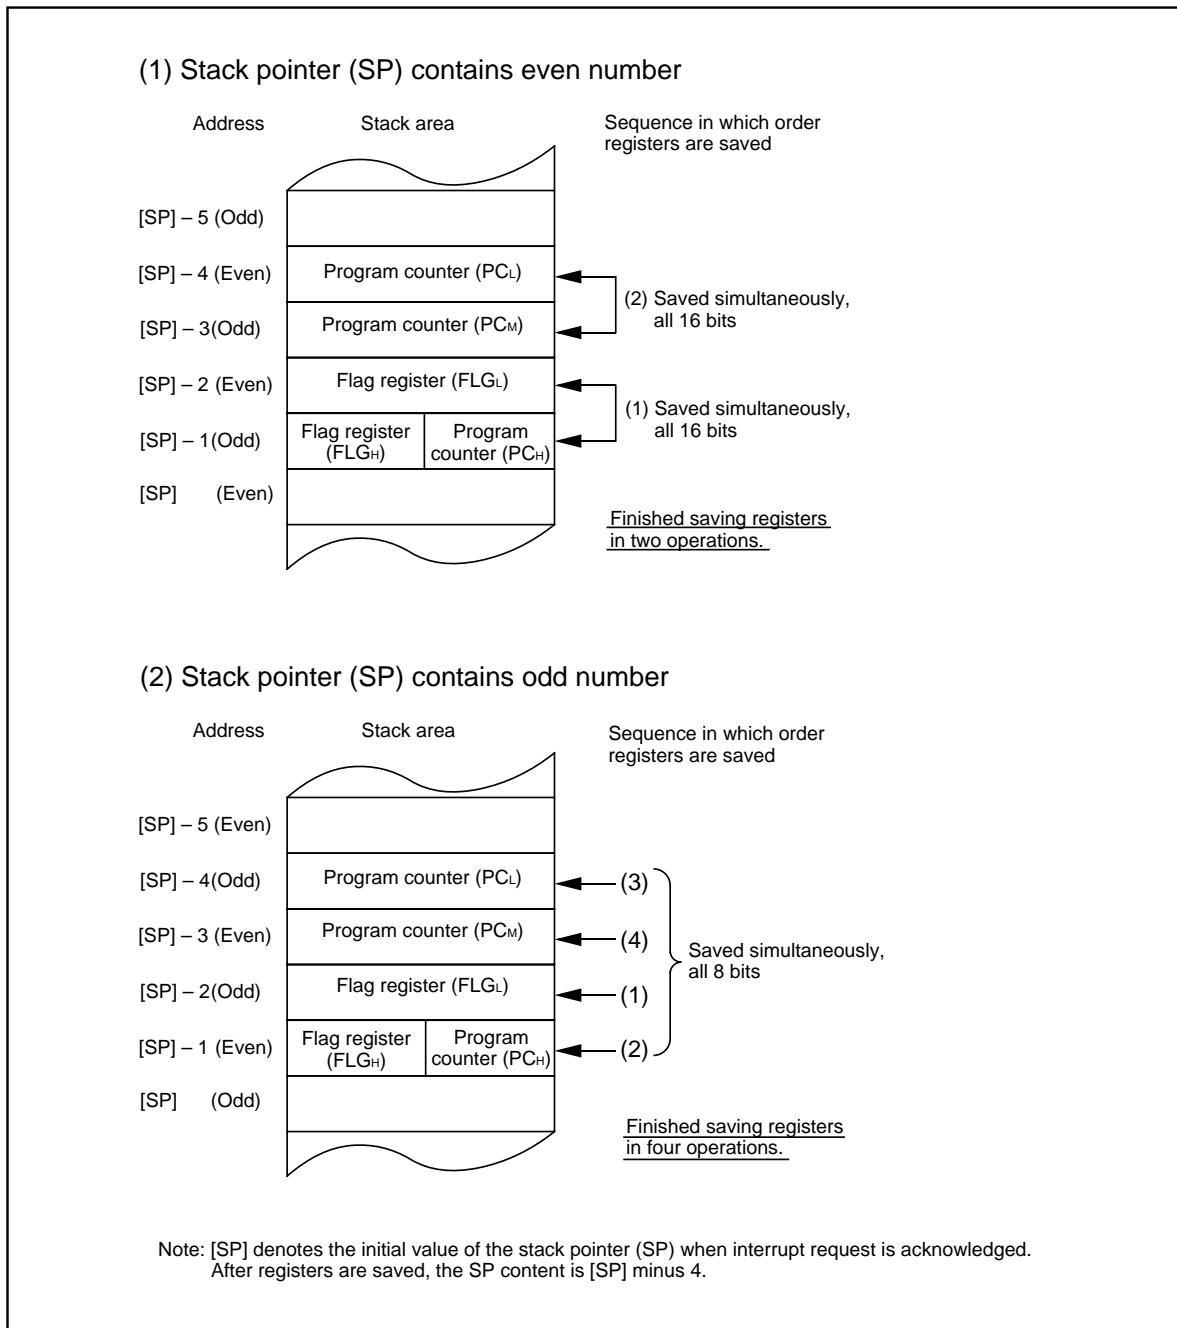 (1) Stack pointer (SP) contains even number
Address
Stack area
Sequence in which order
registers are saved
[SP] – 5 (Odd)
[SP] – 4 (Even)
Program counter (PCL)
[SP] – 3(Odd)
Program counter (PCM)
(2) Saved simultaneously,
all 16 bits
[SP] – 2 (Even)
Flag register (FLGL)
[SP] – 1(Odd)
Flag register
(FLGH)
Program
counter (PCH)
(1) Saved simultaneously,
all 16 bits
[SP] (Even)
Finished saving registers
in two operations.
(2) Stack pointer (SP) contains odd number
Address
Stack area
Sequence in which order
registers are saved
[SP] – 5 (Even)
[SP] – 4(Odd)
Program counter (PCL)
(3)
[SP] – 3 (Even)
Program counter (PCM)
(4)
Saved simultaneously,
all 8 bits
[SP] – 2(Odd)
Flag register (FLGL)
(1)
[SP] – 1 (Even)
Flag register
(FLGH)
Program
counter (PCH)
(2)
[SP] (Odd)
Finished saving registers
in four operations.
Note: [SP] denotes the initial value of the stack pointer (SP) when interrupt request is acknowledged.
After registers are saved, the SP content is [SP] minus 4.